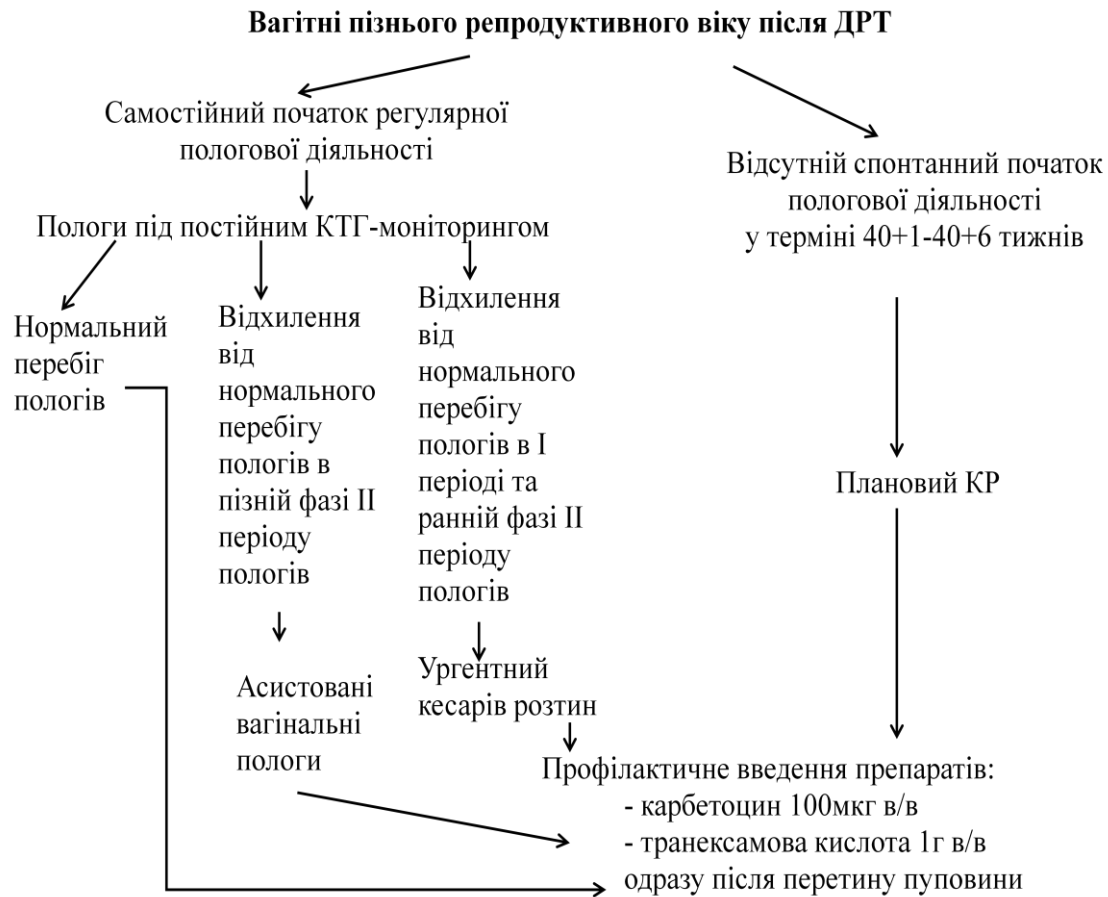 Вагітні пізнього репродуктивного віку після ДРТ
Самостійний початок регулярної
пологової діяльності
Відсутній спонтанний початок
пологової діяльності
у терміні 40+1-40+6 тижнів
Пологи під постійним КТГ-моніторингом
Нормальний
перебіг
пологів
Відхилення
від
нормального
перебігу
пологів в
пізній фазі ІІ
періоду
пологів
Відхилення
від
нормального
перебігу
пологів в І
періоді та
ранній фазі ІІ
періоду
пологів
Плановий КР
Асистовані
вагінальні
пологи
Ургентний
кесарів розтин
Профілактичне введення препаратів:
- карбетоцин 100мкг в/в
- транексамова кислота 1г в/в
одразу після перетину пуповини